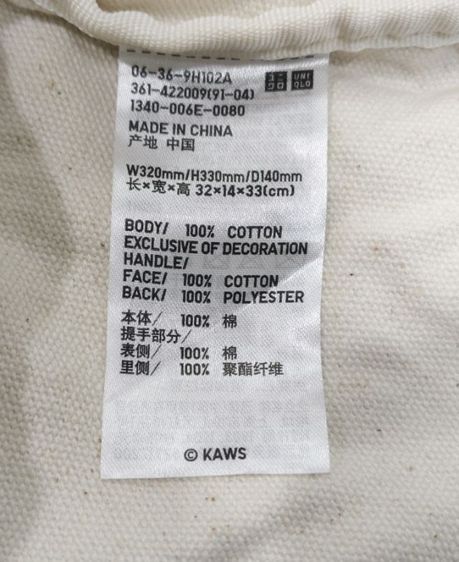 06-36-9H102A
361-422009(91-04)
1340-006E-0080
ユニクロ UNIQLO
MADE IN CHINA
产地 中国
W320mm/H330mm/D140mm
长×宽×高 32×14×33(cm)
BODY/ 100% COTTON
EXCLUSIVE OF DECORATION
HANDLE/
FACE/ 100% COTTON
BACK/ 100% POLYESTER
本体/ 100% 棉
提手部分/
表侧/ 100% 棉
里侧/ 100% 聚酯纤维
© KAWS